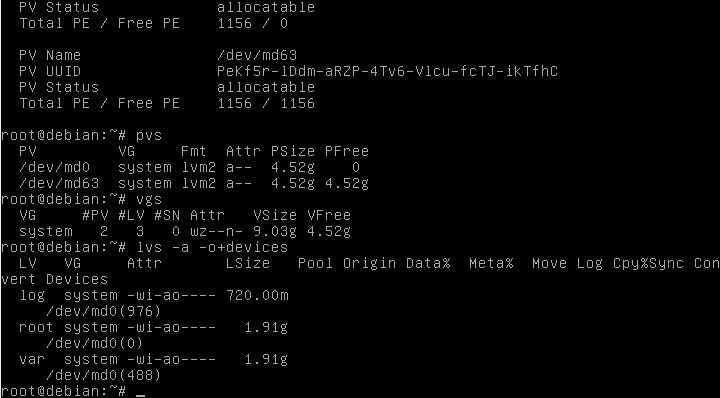 PV Status             allocatable
  Total PE / Free PE    1156 / 0

  PV Name               /dev/md63
  PV UUID               PeKf5r-lDdm-aRZP-4Tv6-Vlcu-fcTJ-ikTfhC
  PV Status             allocatable
  Total PE / Free PE    1156 / 1156

root@debian:~# pvs
  PV         VG     Fmt  Attr PSize PFree
  /dev/md0   system lvm2 a--  4.52g    0
  /dev/md63  system lvm2 a--  4.52g 4.52g
root@debian:~# vgs
  VG     #PV #LV #SN Attr   VSize VFree
  system   2   3   0 wz--n- 9.03g 4.52g
root@debian:~# lvs -a -o+devices
  LV   VG     Attr       LSize   Pool Origin Data%  Meta%  Move Log Cpy%Sync Con
vert Devices
  log  system -wi-ao---- 720.00m
     /dev/md0(976)
  root system -wi-ao----   1.91g
     /dev/md0(0)
  var  system -wi-ao----   1.91g
     /dev/md0(488)
root@debian:~# _